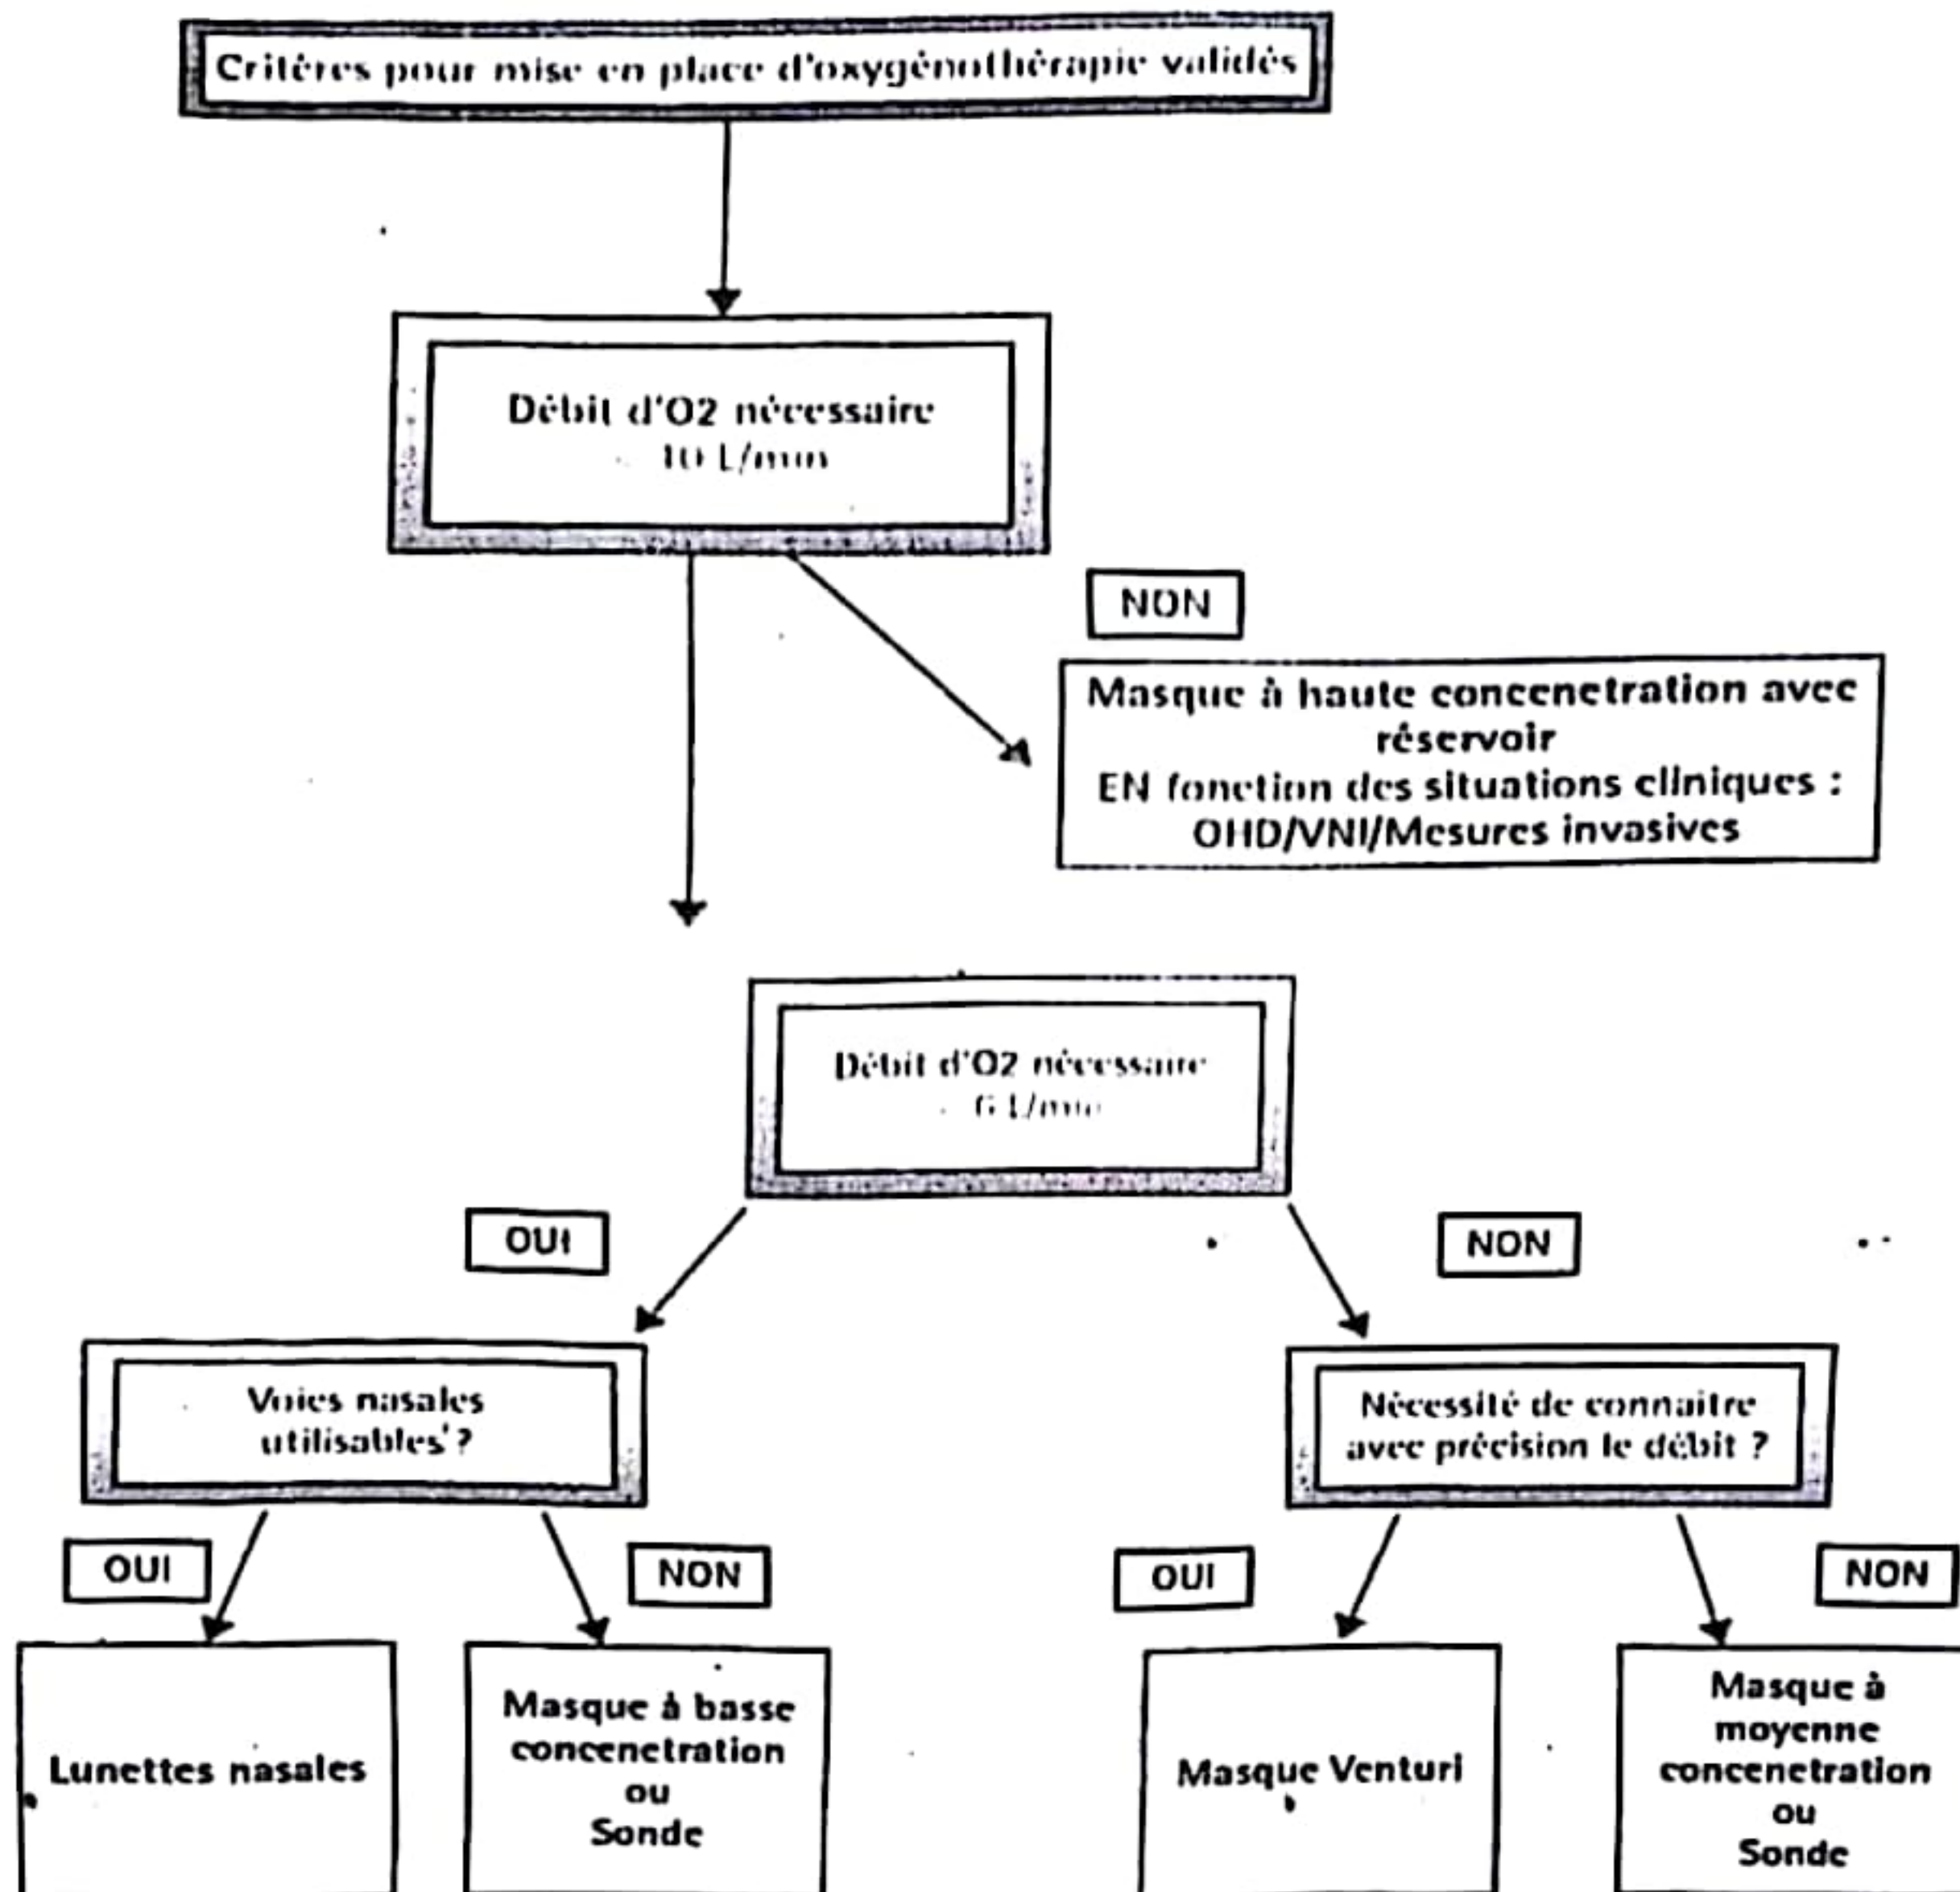 Critères pour mise en place d'oxygénothérapie validés
Débit d'O2 nécessaire
10 L/min
NON
Masque à haute concenetration avec
réservoir
EN fonction des situations cliniques :
OHD/VNI/Mesures invasives
Débit d'O2 nécessaire
6 L/min
OUI
NON
Voies nasales
utilisables ?
Nécessité de connaitre
avec précision le débit ?
OUI
NON
OUI
NON
Lunettes nasales
Masque à basse
concenetration
ou
Sonde
Masque Venturi
Masque à
moyenne
concenetration
ou
Sonde